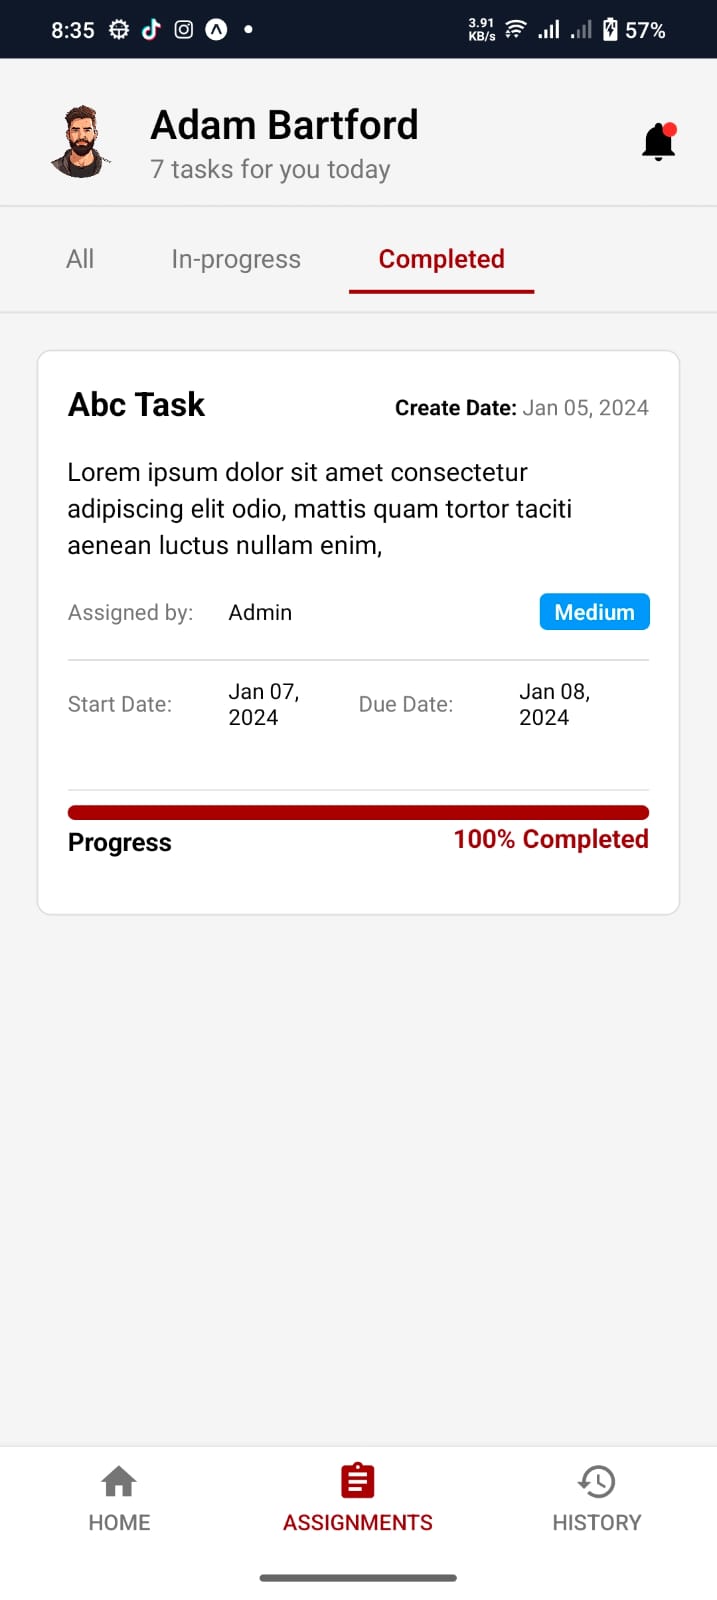 8:35 3.91 KB/s 57%
Adam Bartford
7 tasks for you today
All In-progress Completed
Abc Task Create Date: Jan 05, 2024
Lorem ipsum dolor sit amet consectetur
adipiscing elit odio, mattis quam tortor taciti
aenean luctus nullam enim,
Assigned by: Admin Medium
Start Date: Jan 07, 2024 Due Date: Jan 08, 2024
Progress 100% Completed
HOME ASSIGNMENTS HISTORY